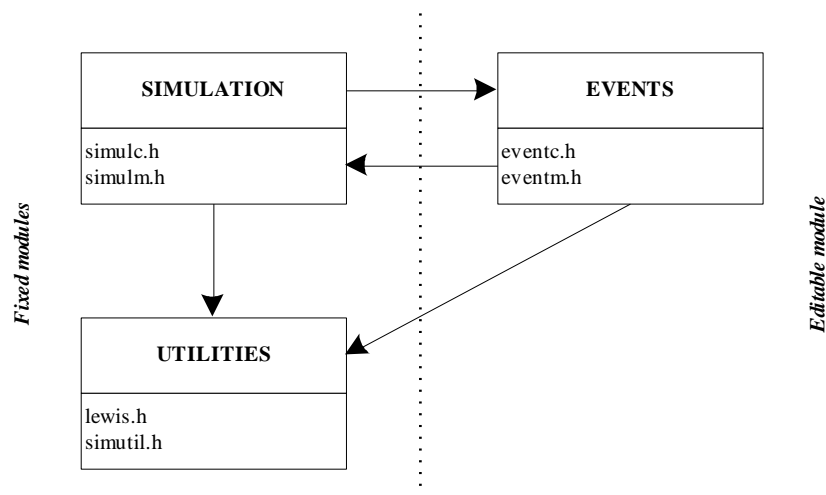 SIMULATION
EVENTS
simulc.h
simulm.h
eventc.h
eventm.h
Fixed modules
Editable module
UTILITIES
lewis.h
simutil.h